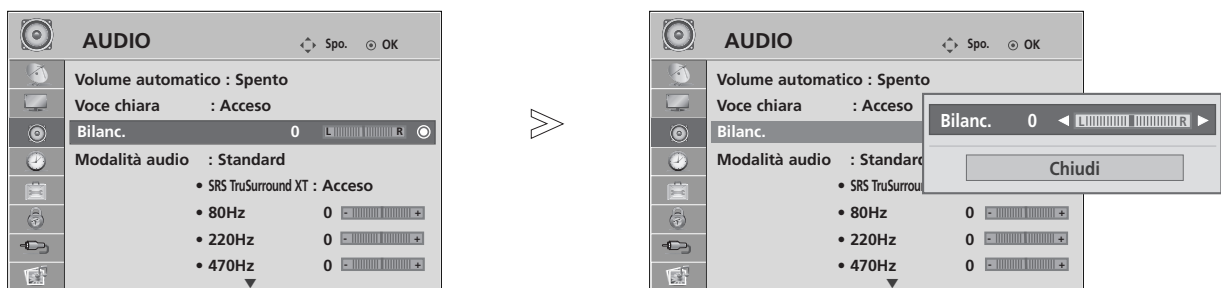 AUDIO Spo. OK
Volume automatico : Spento
Voce chiara : Acceso
Bilanc. 0 L R
Modalità audio : Standard
• SRS TruSurround XT : Acceso
• 80Hz 0 - +
• 220Hz 0 - +
• 470Hz 0 - +
AUDIO Spo. OK
Volume automatico : Spento
Voce chiara : Acceso
Bilanc.
Modalità audio : Standard
• SRS TruSurrou
• 80Hz 0 - +
• 220Hz 0 - +
• 470Hz 0 - +
Bilanc. 0 L R
Chiudi